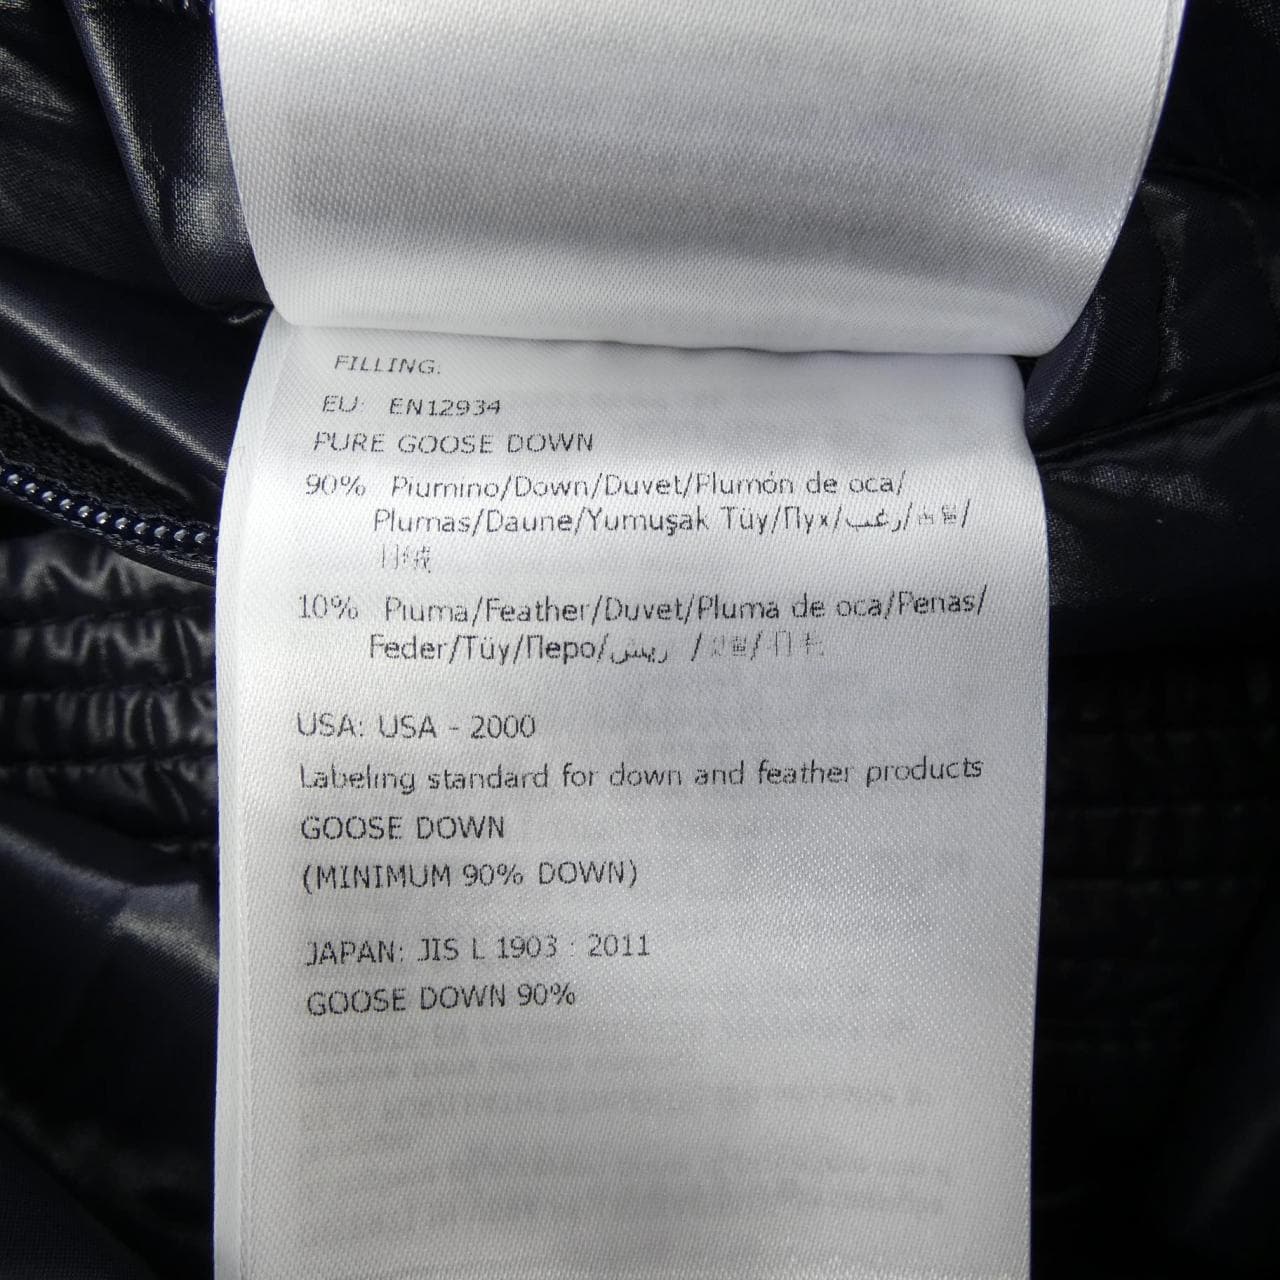 FILLING:
EU: EN12934
PURE GOOSE DOWN
90% Piumino/Down/Duvet/Plumón de oca/
Plumas/Daune/Yumuşak Tüy/Пух/زغب/
10% Piuma/Feather/Duvet/Pluma de oca/Penas/
Feder/Tüy/Перо/ريش /
USA: USA - 2000
Labeling standard for down and feather products
GOOSE DOWN
(MINIMUM 90% DOWN)
JAPAN: JIS L 1903 : 2011
GOOSE DOWN 90%